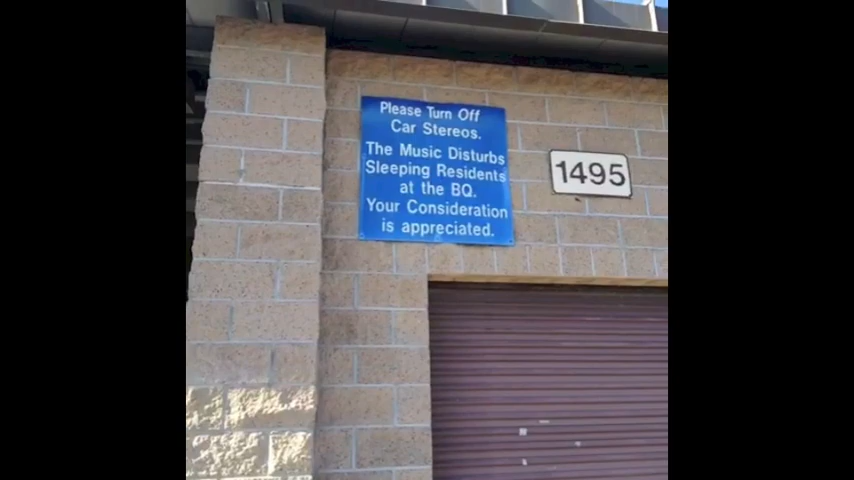 Please Turn Off
Car Stereos.
The Music Disturbs
Sleeping Residents
at the BQ.
Your Consideration
is appreciated.
1495